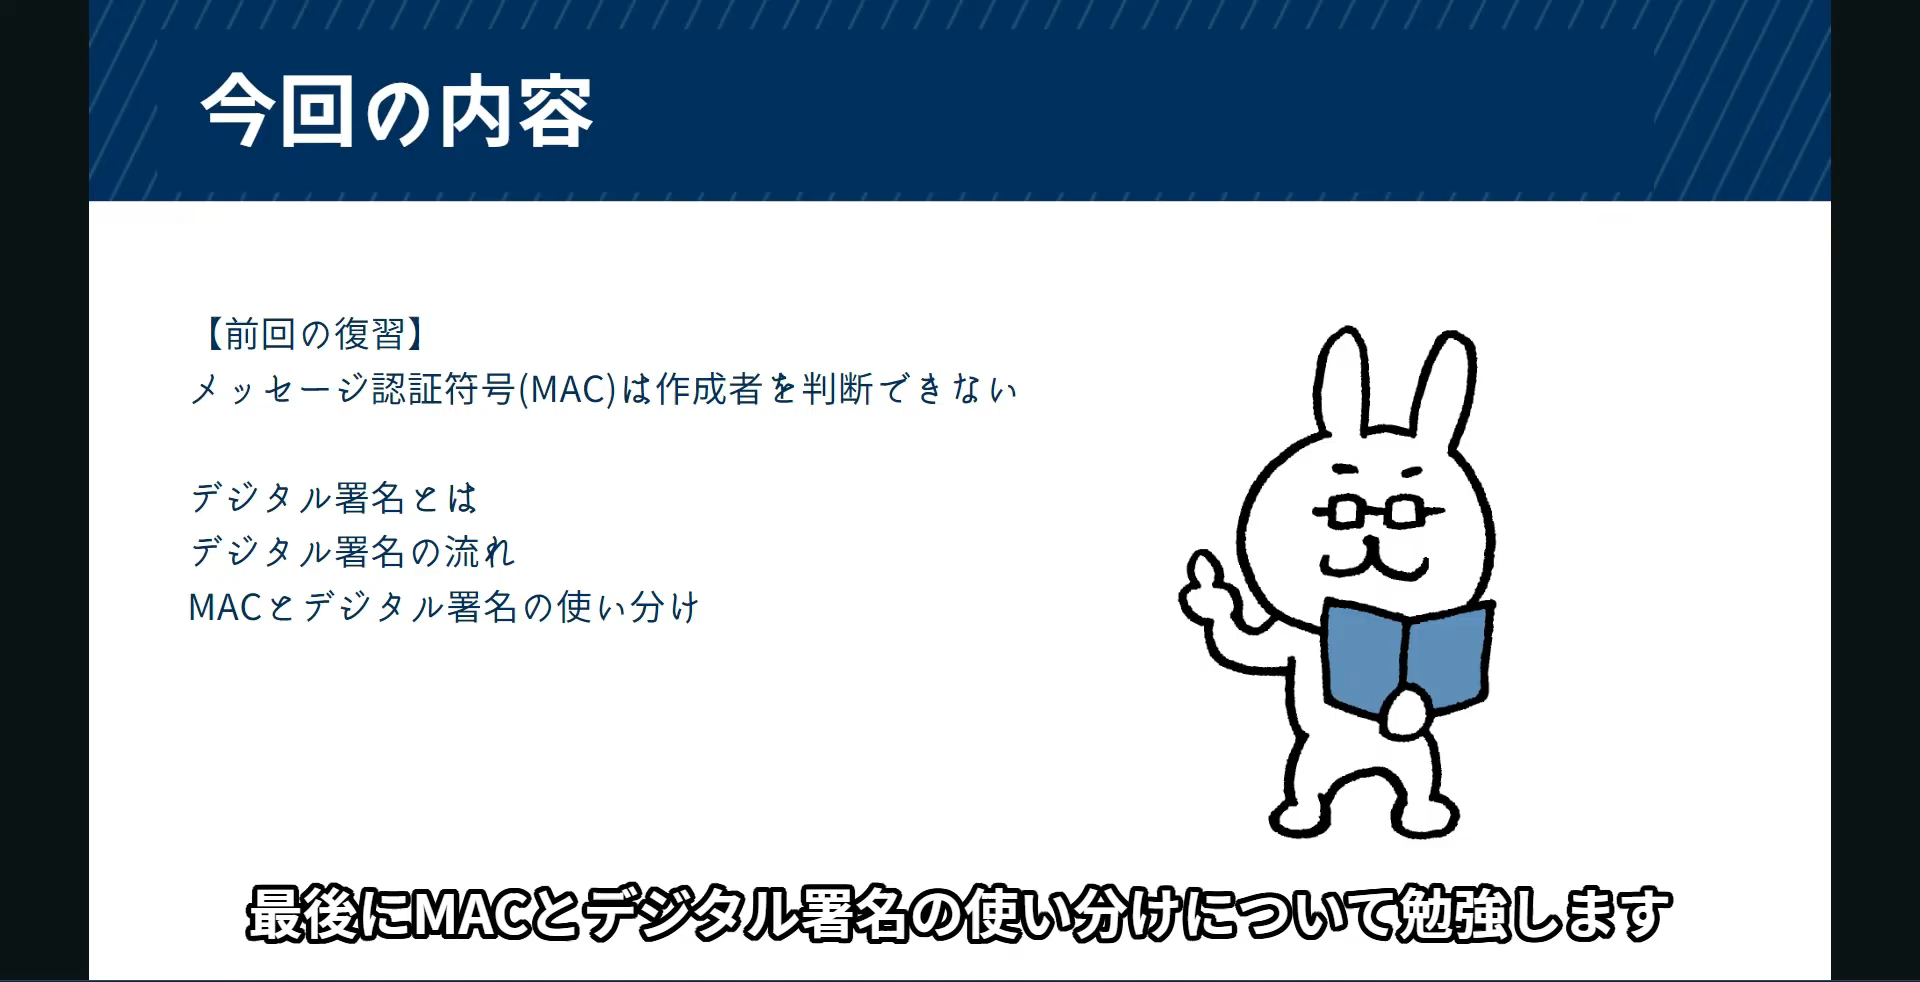 今回の内容
【前回の復習】
メッセージ認証符号(MAC)は作成者を判断できない
デジタル署名とは
デジタル署名の流れ
MACとデジタル署名の使い分け
最後にMACとデジタル署名の使い分けについて勉強します